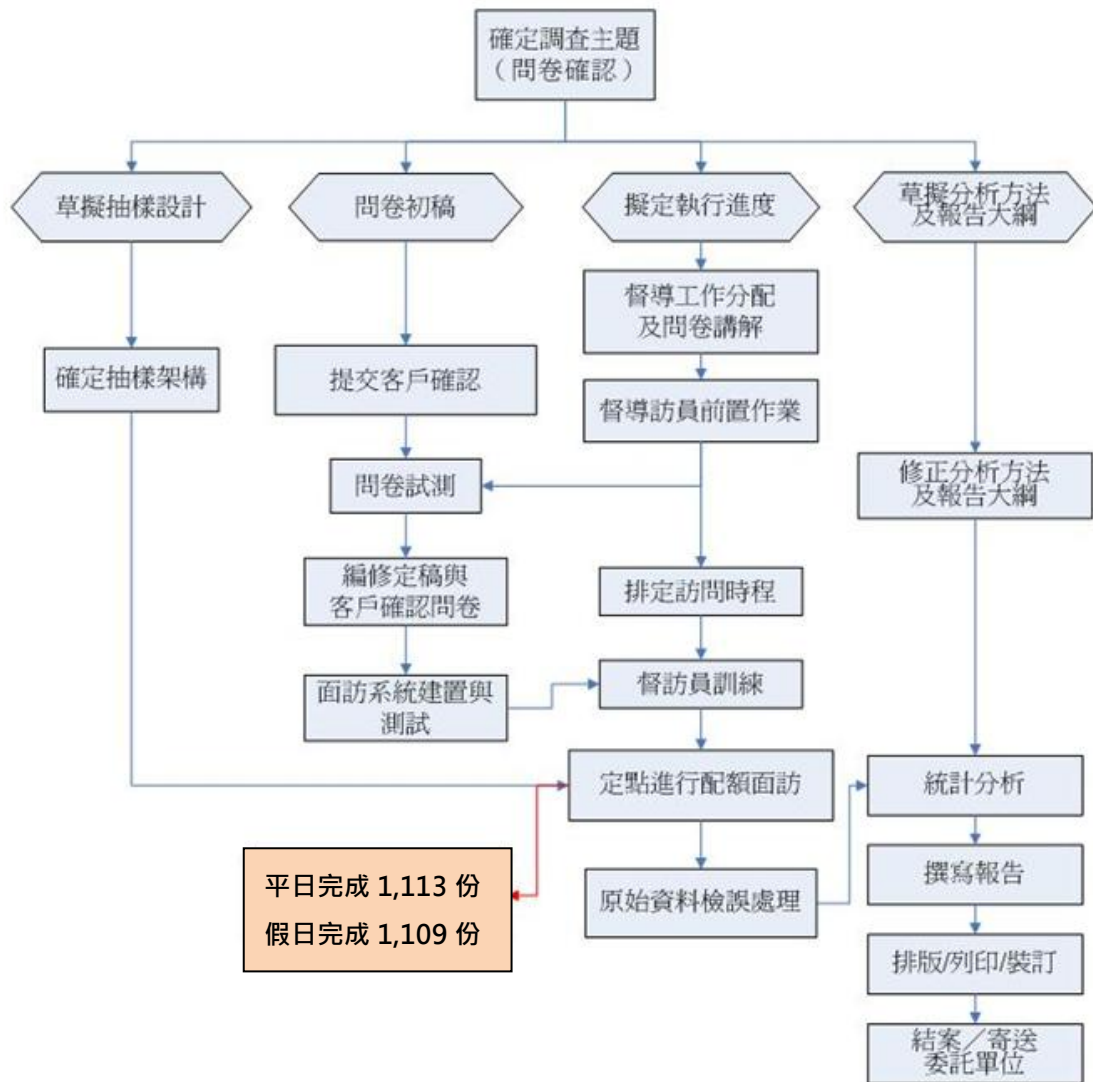 確定調查主題
（問卷確認）
草擬抽樣設計
問卷初稿
擬定執行進度
草擬分析方法
及報告大綱
督導工作分配
及問卷講解
確定抽樣架構
提交客戶確認
督導訪員前置作業
問卷試測
修正分析方法
及報告大綱
編修定稿與
客戶確認問卷
排定訪問時程
面訪系統建置與
測試
督訪員訓練
定點進行配額面訪
統計分析
平日完成 1,113 份
假日完成 1,109 份
原始資料檢誤處理
撰寫報告
排版/列印/裝訂
結案／寄送
委託單位